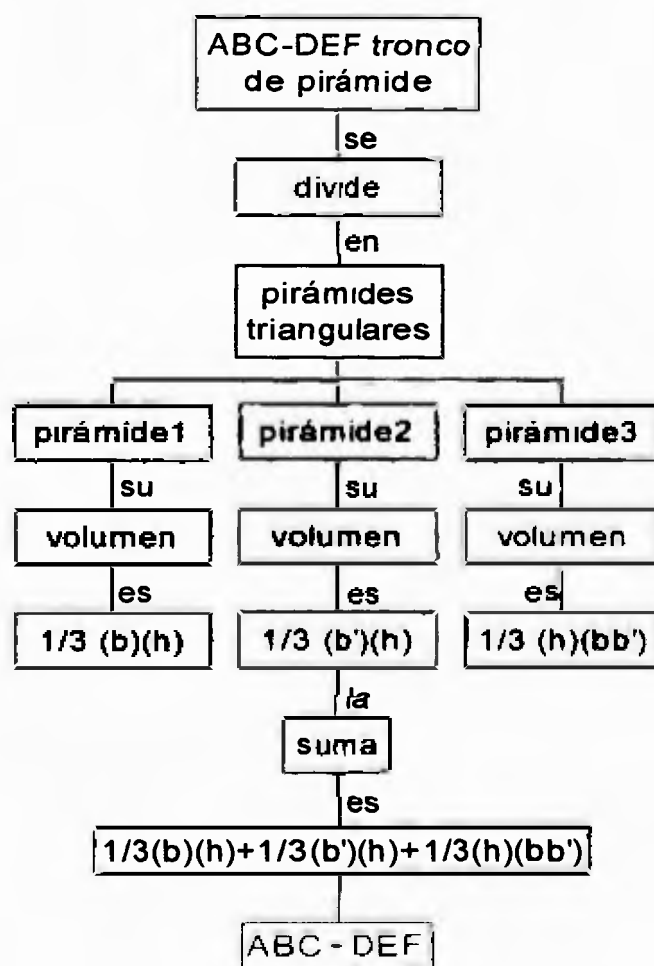 ABC-DEF tronco
de pirámide
se
divide
en
pirámides
triangulares
pirámide1 pirámide2 pirámide3
su su su
volumen volumen volumen
es es es
1/3 (b)(h) 1/3 (b')(h) 1/3 (h)(bb')
la
suma
es
1/3(b)(h)+1/3(b')(h)+1/3(h)(bb')
ABC - DEF